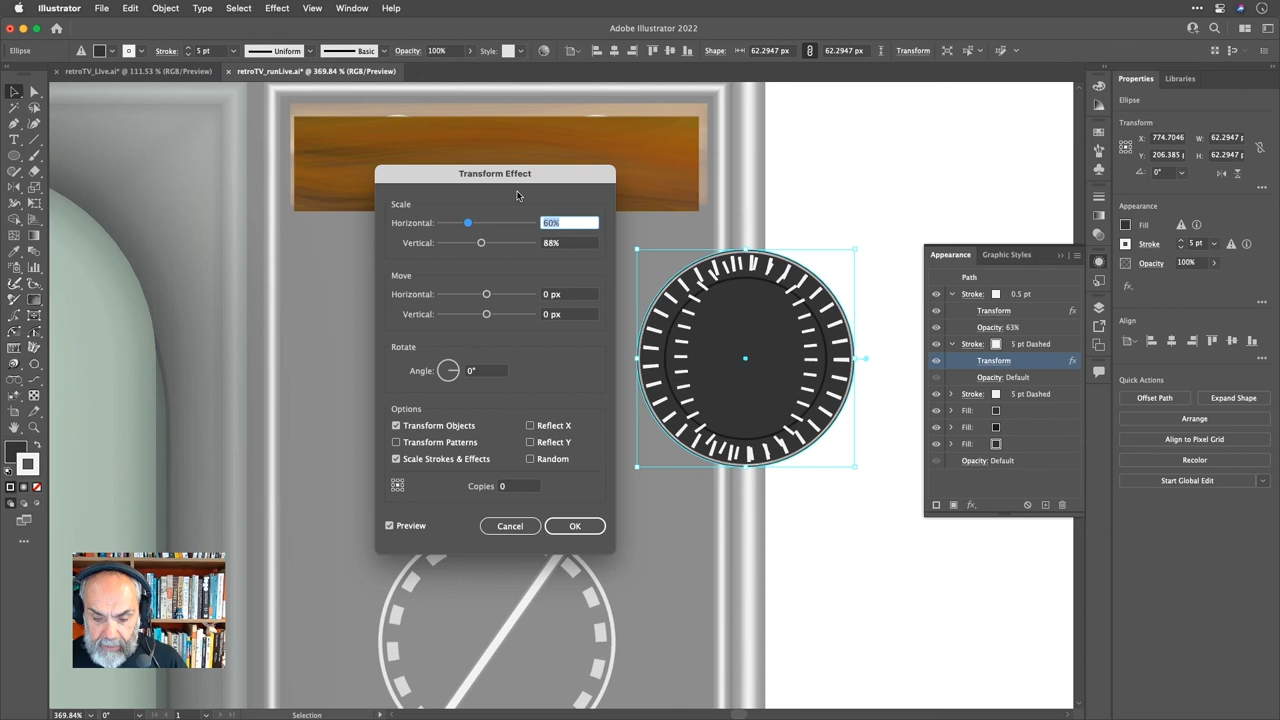 Illustrator File Edit Object Type Select Effect View Window Help
Adobe Illustrator 2022
Ellipse Stroke: 5 pt Uniform Basic Opacity: 100% Style: Shape: 62.2947 px 62.2947 px Transform
× retroTV_LIve.ai* @ 111.53 % (RGB/Preview) × retroTV_runLive.ai* @ 369.84 % (RGB/Preview)
Properties Libraries
Ellipse
Transform
X: 774.7046 W: 62.2947 p
Y: 206.385 p H: 62.2947 p
0°
Appearance
Fill
Stroke 5 pt
Opacity 100%
fx.
Align
Quick Actions
Offset Path Expand Shape
Arrange
Align to Pixel Grid
Recolor
Start Global Edit
Transform Effect
Scale
Horizontal: 60%
Vertical: 88%
Move
Horizontal: 0 px
Vertical: 0 px
Rotate
Angle: 0°
Options
Transform Objects Reflect X
Transform Patterns Reflect Y
Scale Strokes & Effects Random
Copies 0
Preview Cancel OK
Appearance Graphic Styles
Path
Stroke: 0.5 pt
Transform fx
Opacity: 63%
Stroke: 5 pt Dashed
Transform fx
Opacity: Default
Stroke: 5 pt Dashed
Fill:
Fill:
Fill:
Opacity: Default
fx.
369.84% 0° 1 Selection